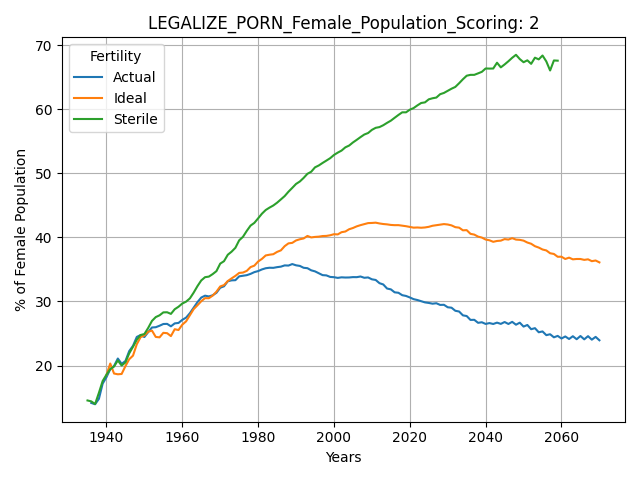 LEGALIZE_PORN_Female_Population_Scoring: 2
Fertility
Actual
Ideal
Sterile
% of Female Population
70
60
50
40
30
20
1940
1960
1980
2000
2020
2040
2060
Years